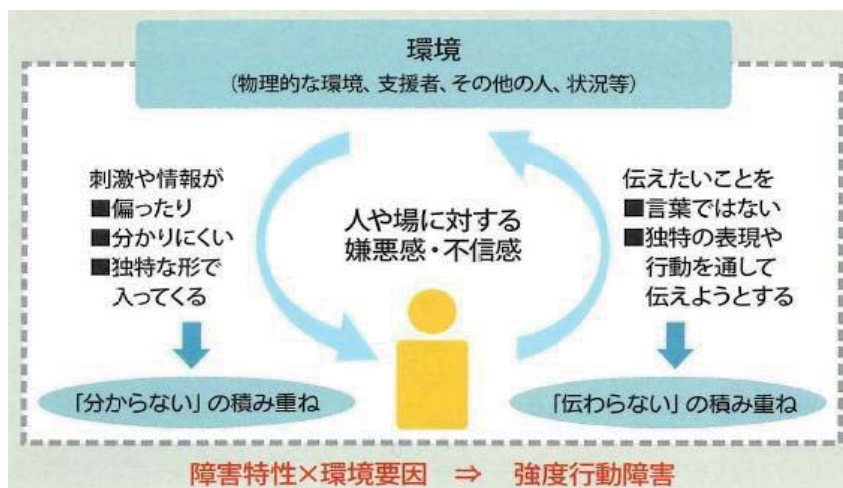 環境
(物理的な環境、支援者、その他の人、状況等)
刺激や情報が
■偏ったり
■分かりにくい
■独特な形で
入ってくる
「分からない」の積み重ね
人や場に対する
嫌悪感・不信感
伝えたいことを
■言葉ではない
■独特の表現や
行動を通して
伝えようとする
「伝わらない」の積み重ね
障害特性×環境要因 ⇒ 強度行動障害